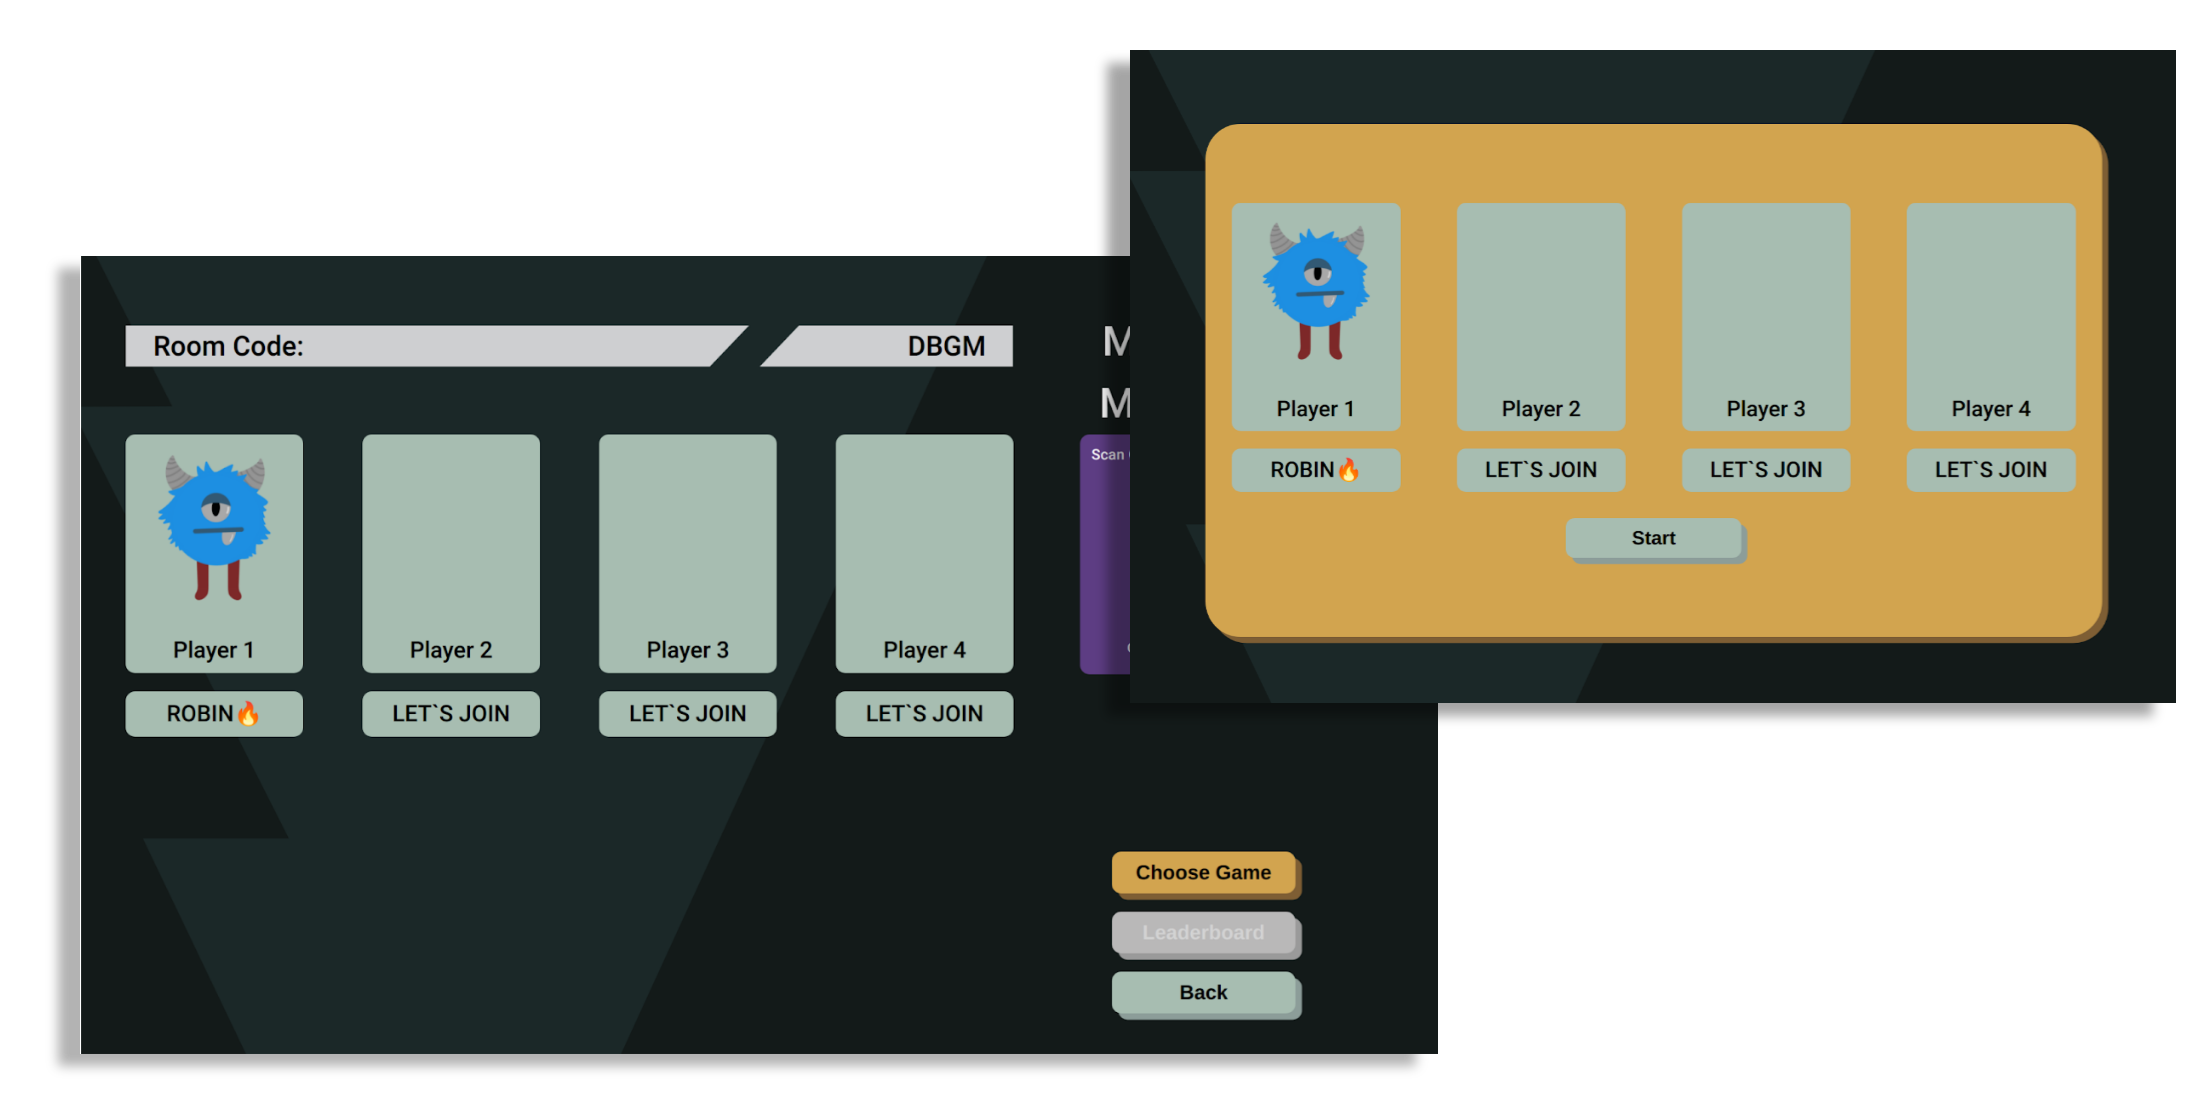 Room Code: DBGM
M
M
Scan
Player 1 Player 2 Player 3 Player 4
ROBIN🔥 LET`S JOIN LET`S JOIN LET`S JOIN
Choose Game
Leaderboard
Back
Player 1 Player 2 Player 3 Player 4
ROBIN🔥 LET`S JOIN LET`S JOIN LET`S JOIN
Start